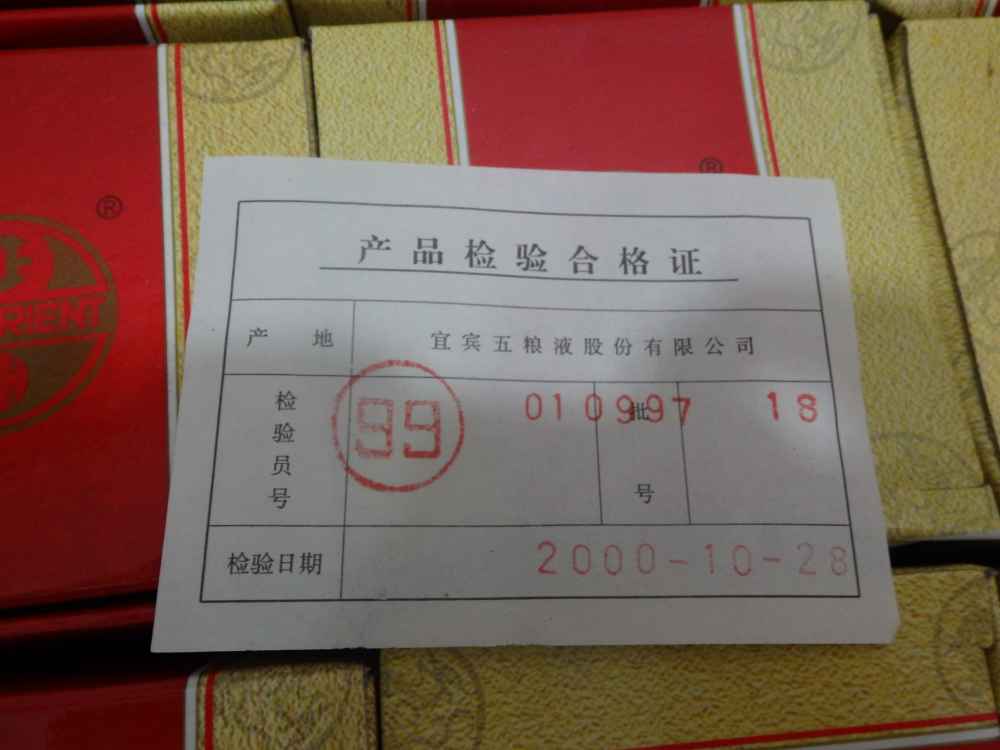 ®
®
RIENT
产品检验合格证
产 地 宜宾五粮液股份有限公司
检验员号 99 010997 批号 18
检验日期 2000-10-28